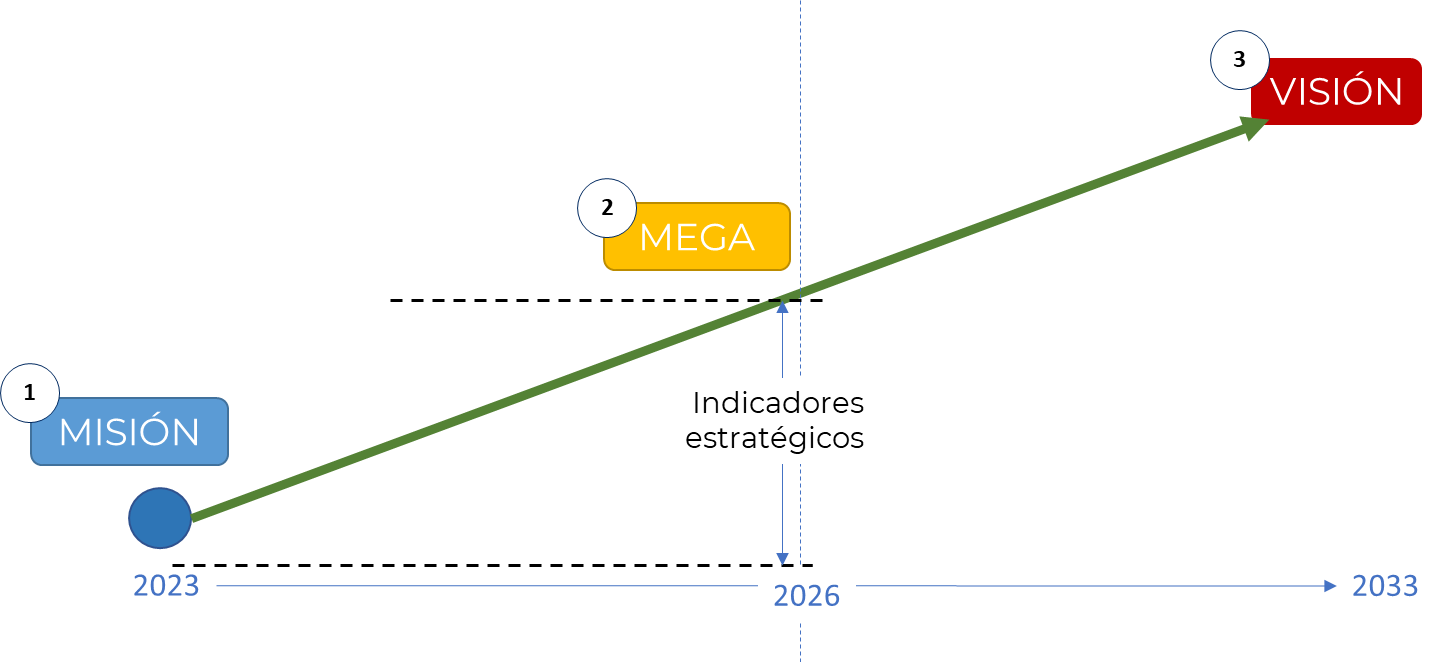 3
VISIÓN
2
MEGA
1
MISIÓN
Indicadores
estratégicos
2023
2026
2033